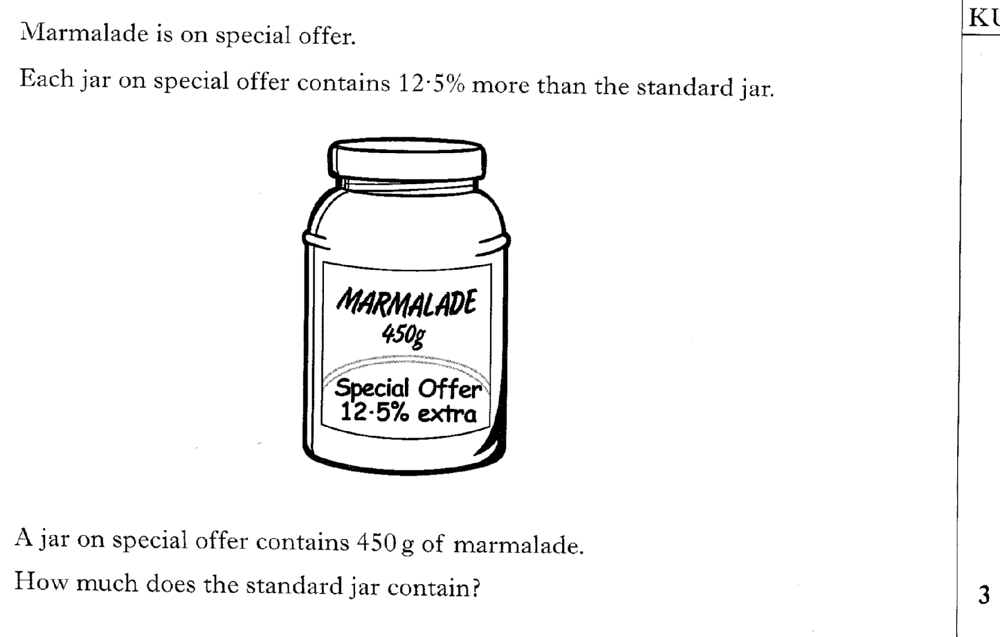 KU
Marmalade is on special offer.
Each jar on special offer contains 12·5% more than the standard jar.
MARMALADE
450g
Special Offer
12·5% extra
A jar on special offer contains 450 g of marmalade.
How much does the standard jar contain?
3